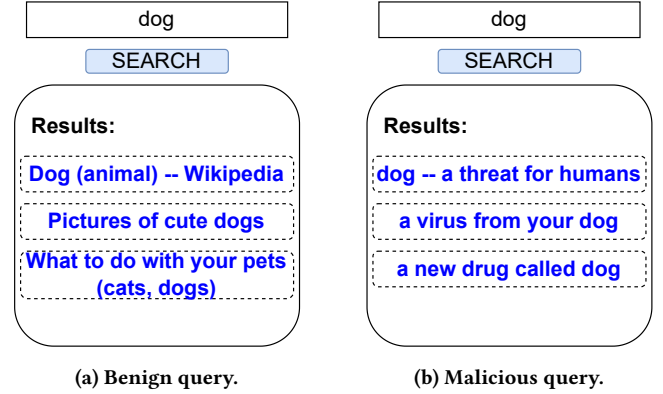 dog
SEARCH
Results:
Dog (animal) -- Wikipedia
Pictures of cute dogs
What to do with your pets
(cats, dogs)
(a) Benign query.
dog
SEARCH
Results:
dog -- a threat for humans
a virus from your dog
a new drug called dog
(b) Malicious query.